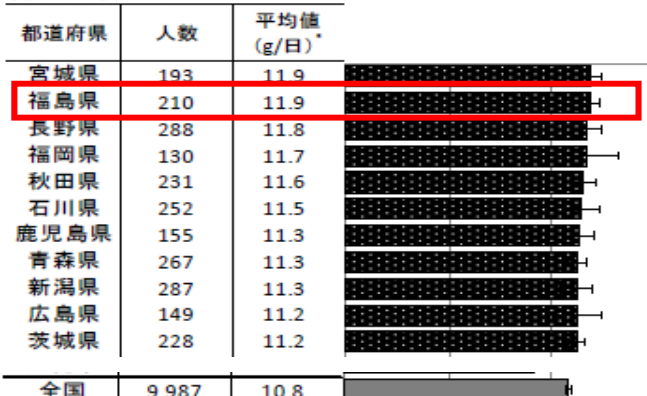 都道府県 人数 平均値
(g/日)*
宮城県 193 11.9
福島県 210 11.9
長野県 288 11.8
福岡県 130 11.7
秋田県 231 11.6
石川県 252 11.5
鹿児島県 155 11.3
青森県 267 11.3
新潟県 287 11.3
広島県 149 11.2
茨城県 228 11.2
全国 9,987 10.8